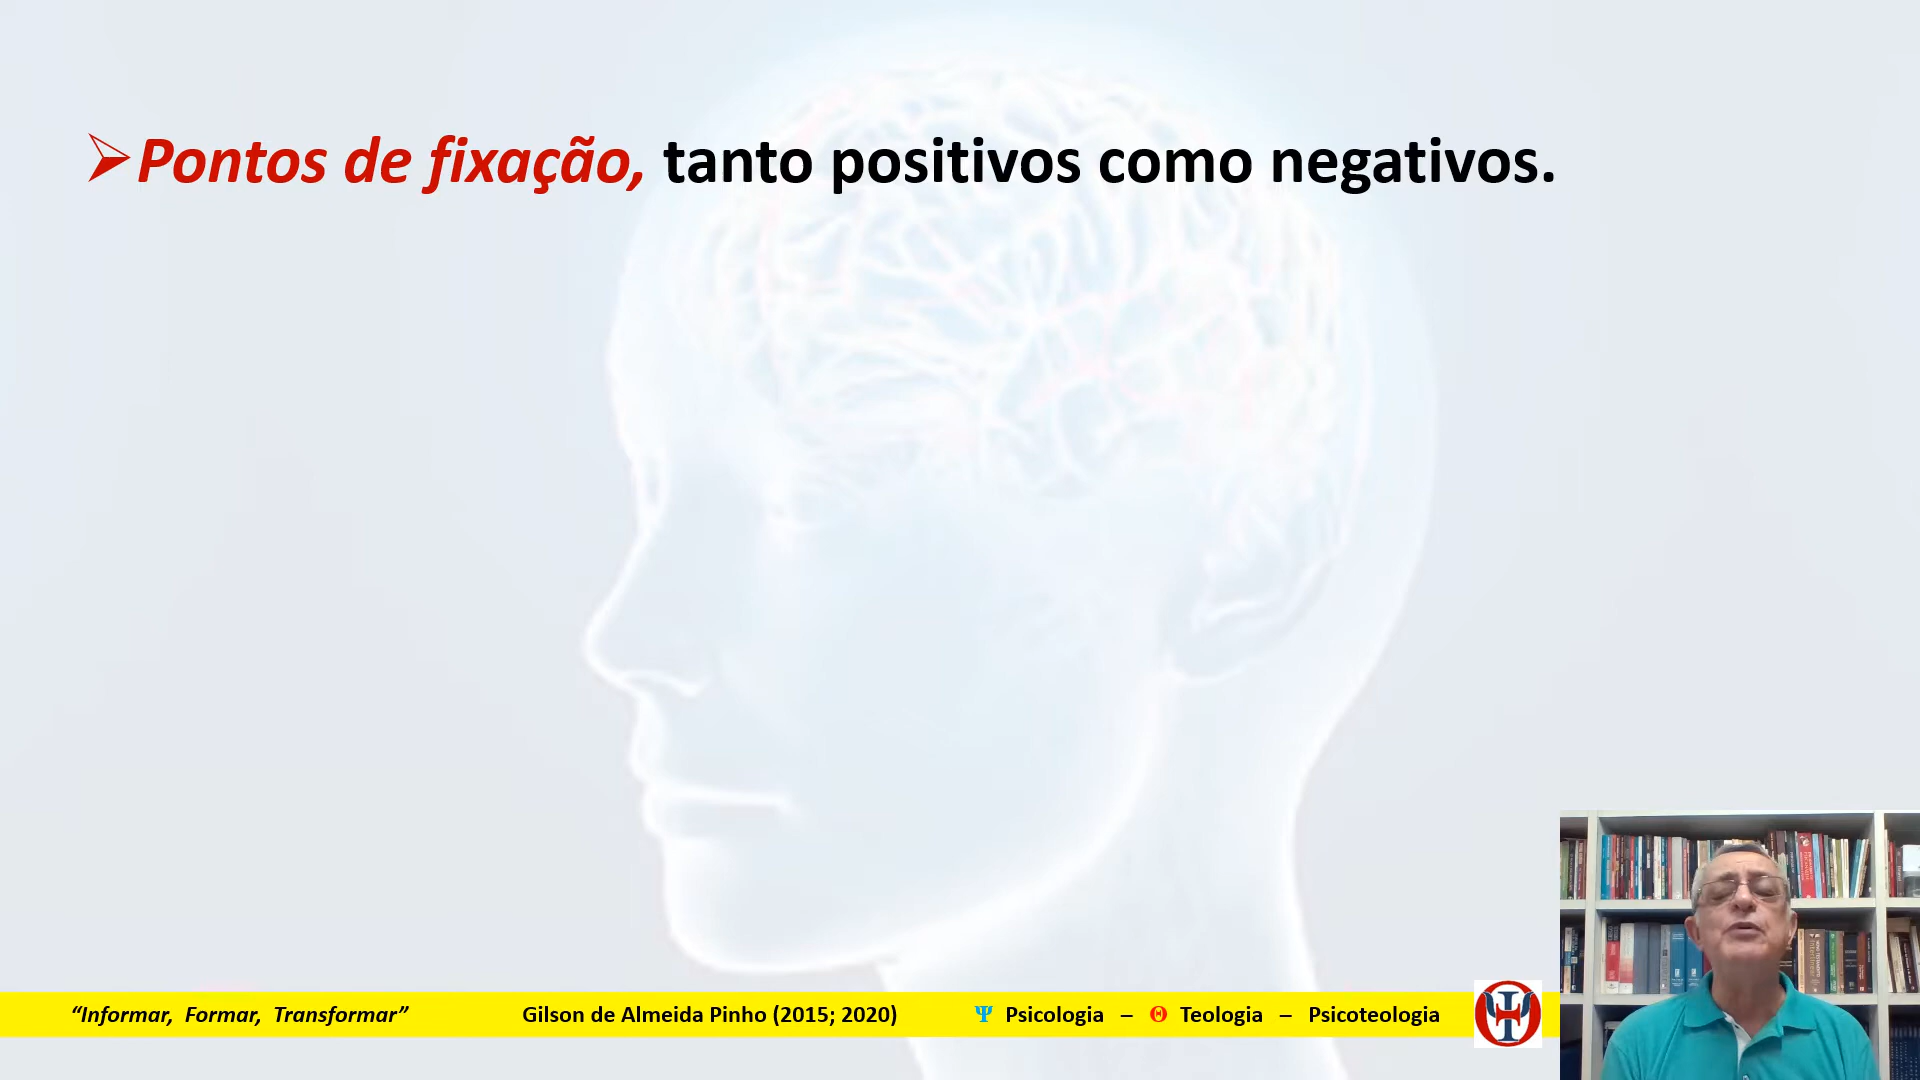 Pontos de fixação, tanto positivos como negativos.
“Informar, Formar, Transformar” Gilson de Almeida Pinho (2015; 2020) Ψ Psicologia – Θ Teologia – Psicoteologia